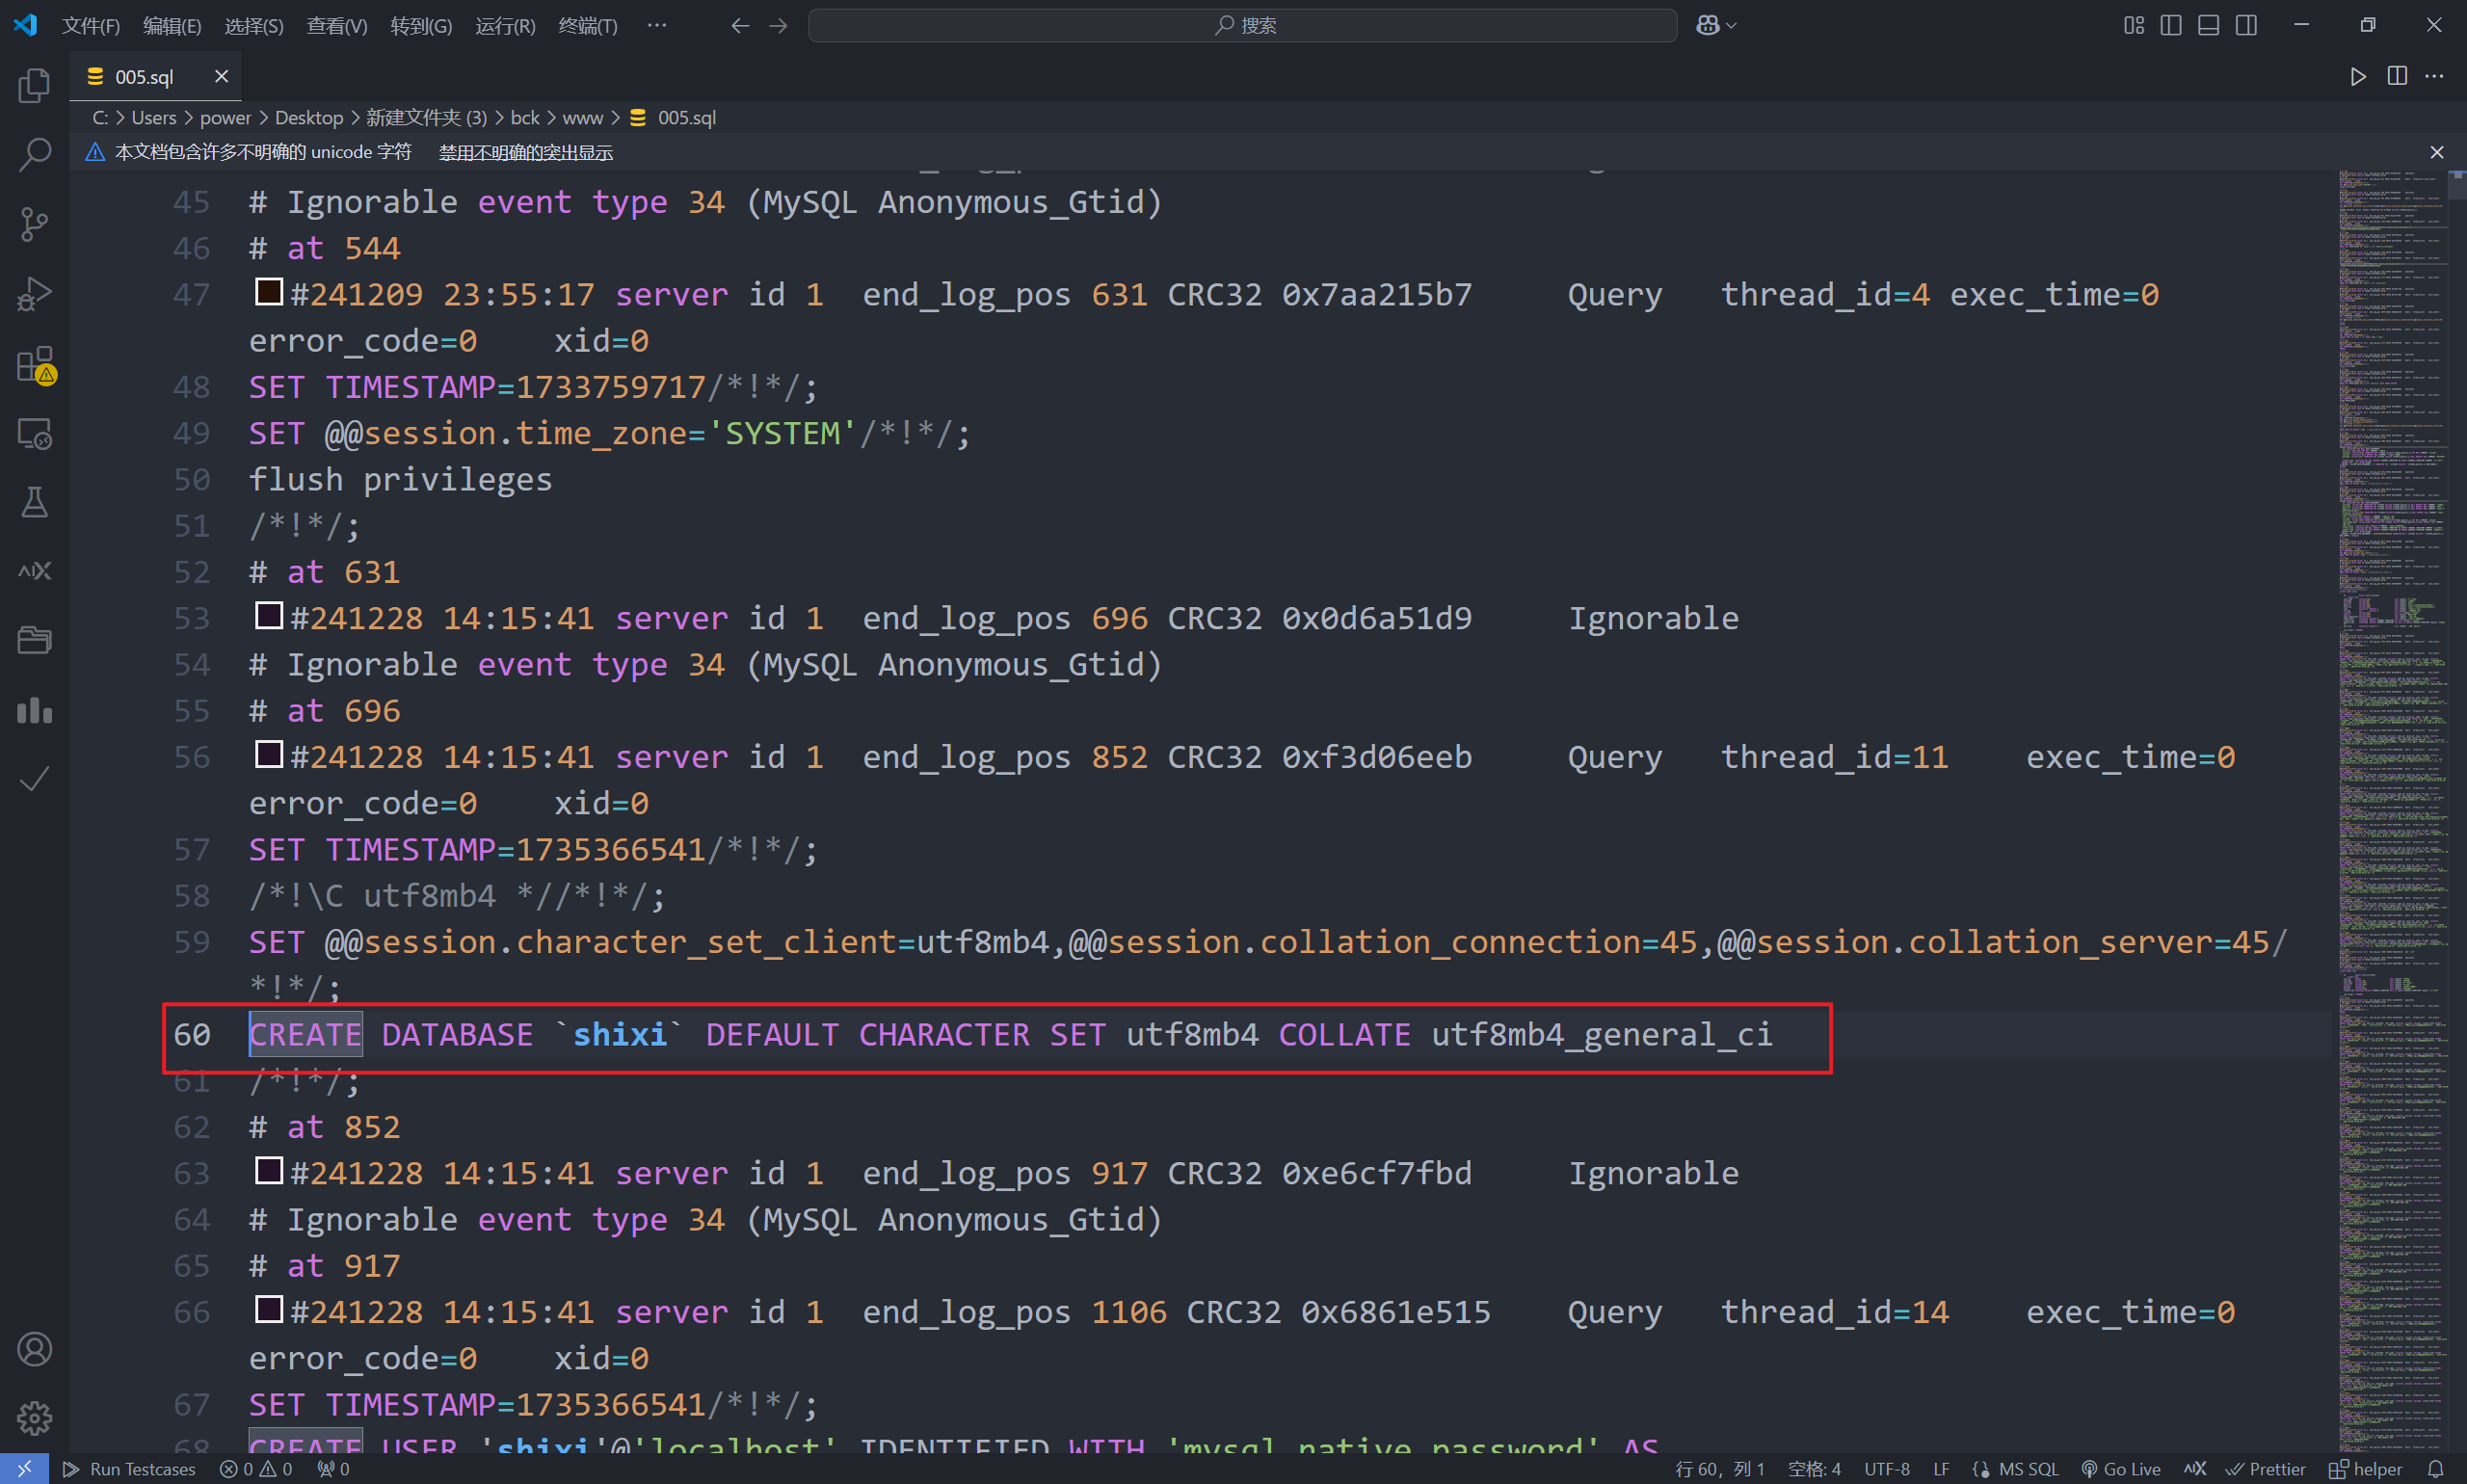 文件(F) 编辑(E) 选择(S) 查看(V) 转到(G) 运行(R) 终端(T) ··· 搜索
005.sql
C: > Users > power > Desktop > 新建文件夹 (3) > bck > www > 005.sql
本文档包含许多不明确的 unicode 字符 禁用不明确的突出显示
45 # Ignorable event type 34 (MySQL Anonymous_Gtid)
46 # at 544
47 #241209 23:55:17 server id 1  end_log_pos 631 CRC32 0x7aa215b7     Query   thread_id=4 exec_time=0
error_code=0    xid=0
48 SET TIMESTAMP=1733759717/*!*/;
49 SET @@session.time_zone='SYSTEM'/*!*/;
50 flush privileges
51 /*!*/;
52 # at 631
53 #241228 14:15:41 server id 1  end_log_pos 696 CRC32 0x0d6a51d9     Ignorable
54 # Ignorable event type 34 (MySQL Anonymous_Gtid)
55 # at 696
56 #241228 14:15:41 server id 1  end_log_pos 852 CRC32 0xf3d06eeb     Query   thread_id=11    exec_time=0
error_code=0    xid=0
57 SET TIMESTAMP=1735366541/*!*/;
58 /*!\C utf8mb4 *//*!*/;
59 SET @@session.character_set_client=utf8mb4,@@session.collation_connection=45,@@session.collation_server=45/
*!*/;
60 CREATE DATABASE `shixi` DEFAULT CHARACTER SET utf8mb4 COLLATE utf8mb4_general_ci
61 /*!*/;
62 # at 852
63 #241228 14:15:41 server id 1  end_log_pos 917 CRC32 0xe6cf7fbd     Ignorable
64 # Ignorable event type 34 (MySQL Anonymous_Gtid)
65 # at 917
66 #241228 14:15:41 server id 1  end_log_pos 1106 CRC32 0x6861e515    Query   thread_id=14    exec_time=0
error_code=0    xid=0
67 SET TIMESTAMP=1735366541/*!*/;
68 CREATE USER 'shixi'@'localhost' IDENTIFIED WITH 'mysql_native_password' AS
Run Testcases 0 0 0 行 60, 列 1 空格: 4 UTF-8 LF MS SQL Go Live Prettier helper